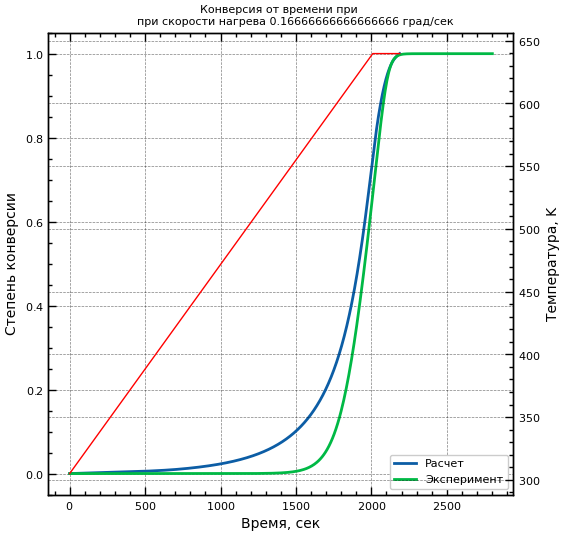 Конверсия от времени при
при скорости нагрева 0.16666666666666666 град/сек
Степень конверсии
1.0
0.8
0.6
0.4
0.2
0.0
650
600
550
500
450
400
350
300
Температура, К
Расчет
Эксперимент
0 500 1000 1500 2000 2500
Время, сек